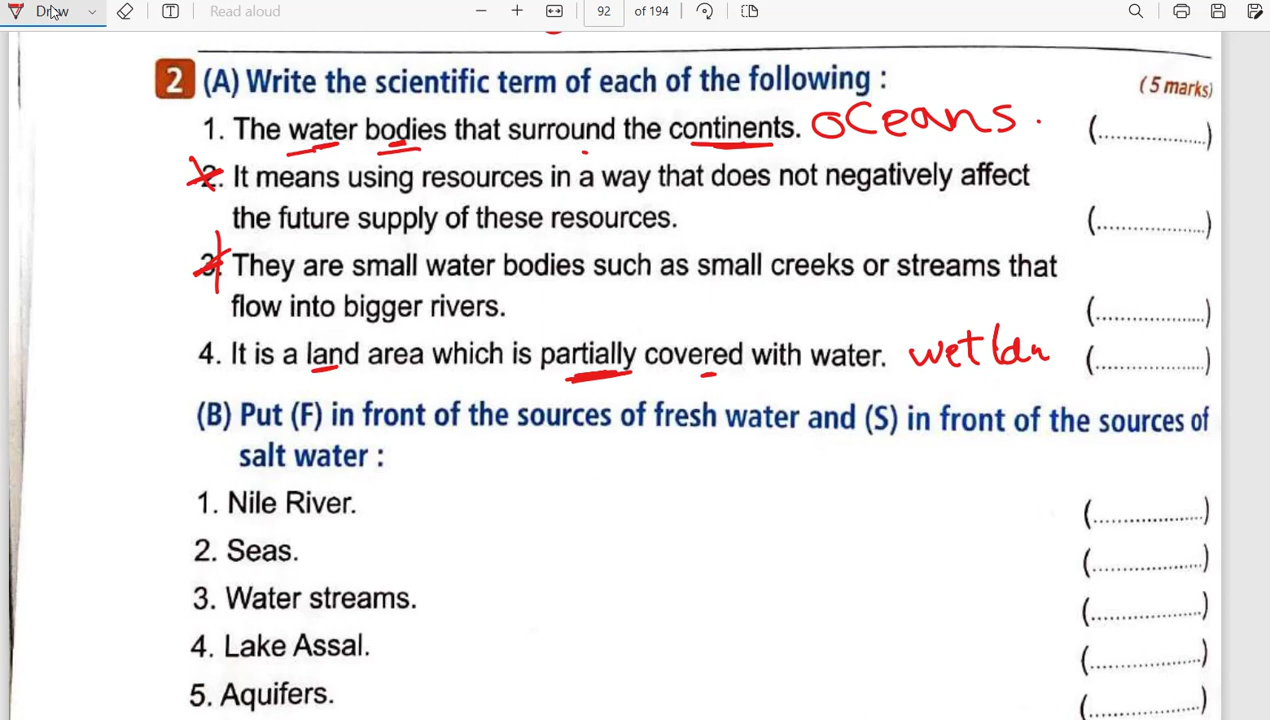 Draw Read aloud 92 of 194
2 (A) Write the scientific term of each of the following : (5 marks)
1. The water bodies that surround the continents. oceans. (....................)
2. It means using resources in a way that does not negatively affect
the future supply of these resources. (....................)
3. They are small water bodies such as small creeks or streams that
flow into bigger rivers. (....................)
4. It is a land area which is partially covered with water. wetlan (....................)
(B) Put (F) in front of the sources of fresh water and (S) in front of the sources of
salt water :
1. Nile River. (....................)
2. Seas. (....................)
3. Water streams. (....................)
4. Lake Assal. (....................)
5. Aquifers. (....................)